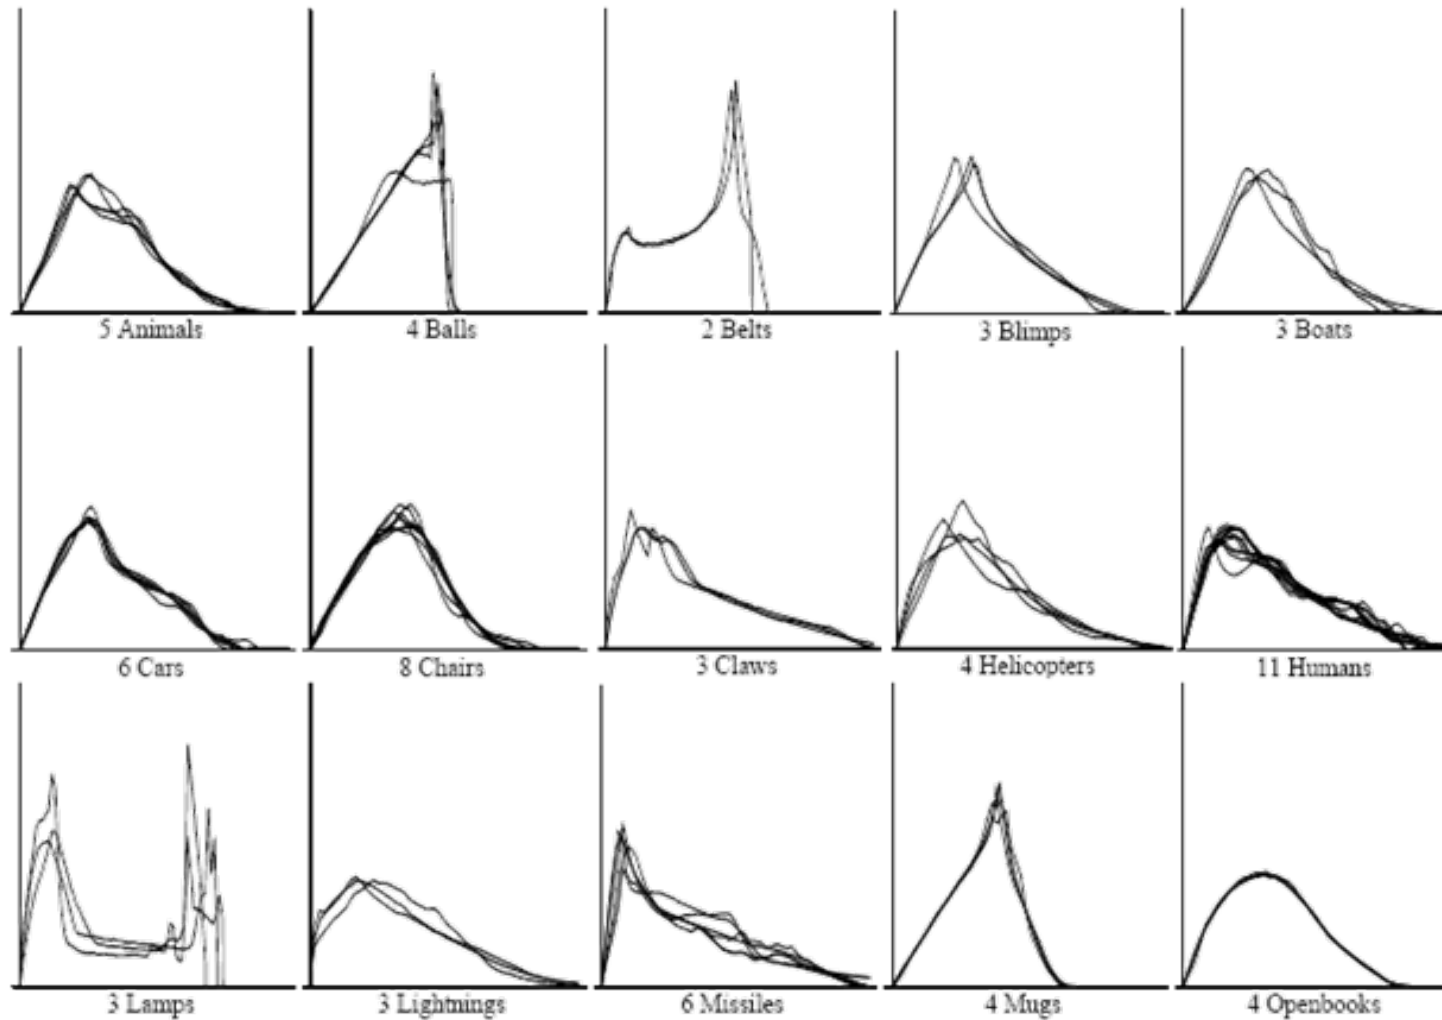 5 Animals
4 Balls
2 Belts
3 Blimps
3 Boats
6 Cars
8 Chairs
3 Claws
4 Helicopters
11 Humans
3 Lamps
3 Lightnings
6 Missiles
4 Mugs
4 Openbooks